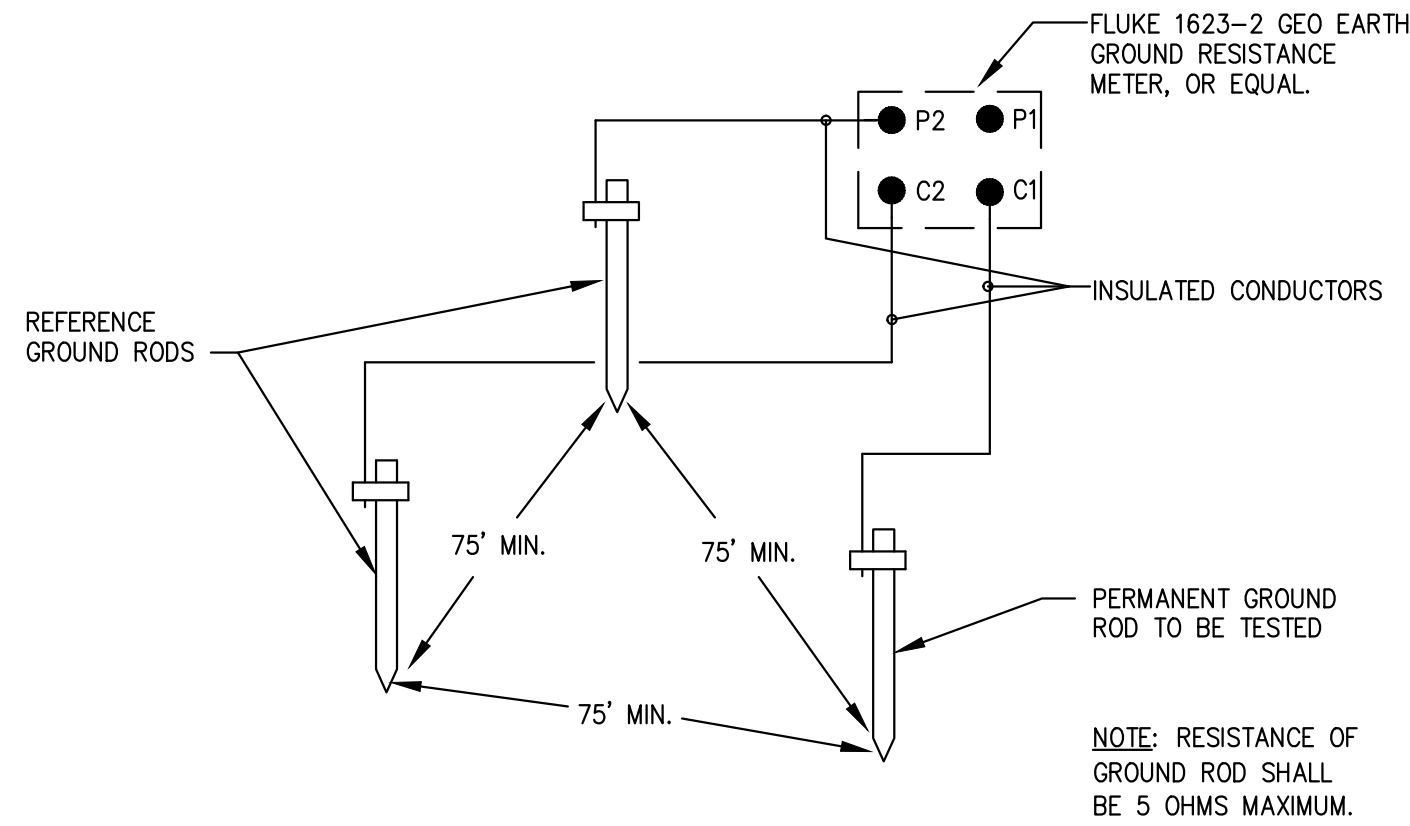 FLUKE 1623-2 GEO EARTH
GROUND RESISTANCE
METER, OR EQUAL.
P2
P1
C2
C1
INSULATED CONDUCTORS
REFERENCE
GROUND RODS
75' MIN.
75' MIN.
75' MIN.
PERMANENT GROUND
ROD TO BE TESTED
NOTE: RESISTANCE OF
GROUND ROD SHALL
BE 5 OHMS MAXIMUM.